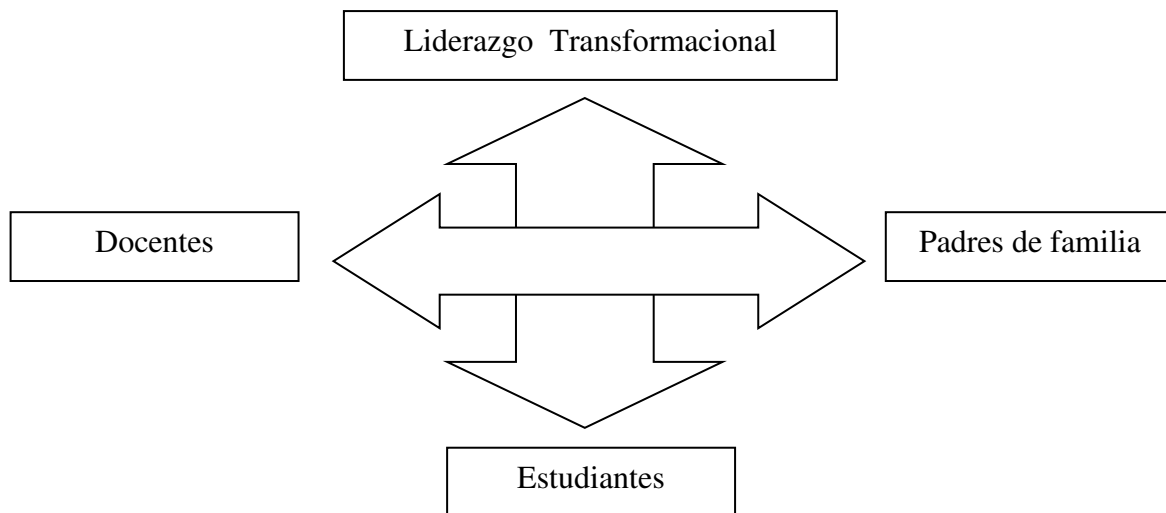 Liderazgo  Transformacional
Docentes
Padres de familia
Estudiantes